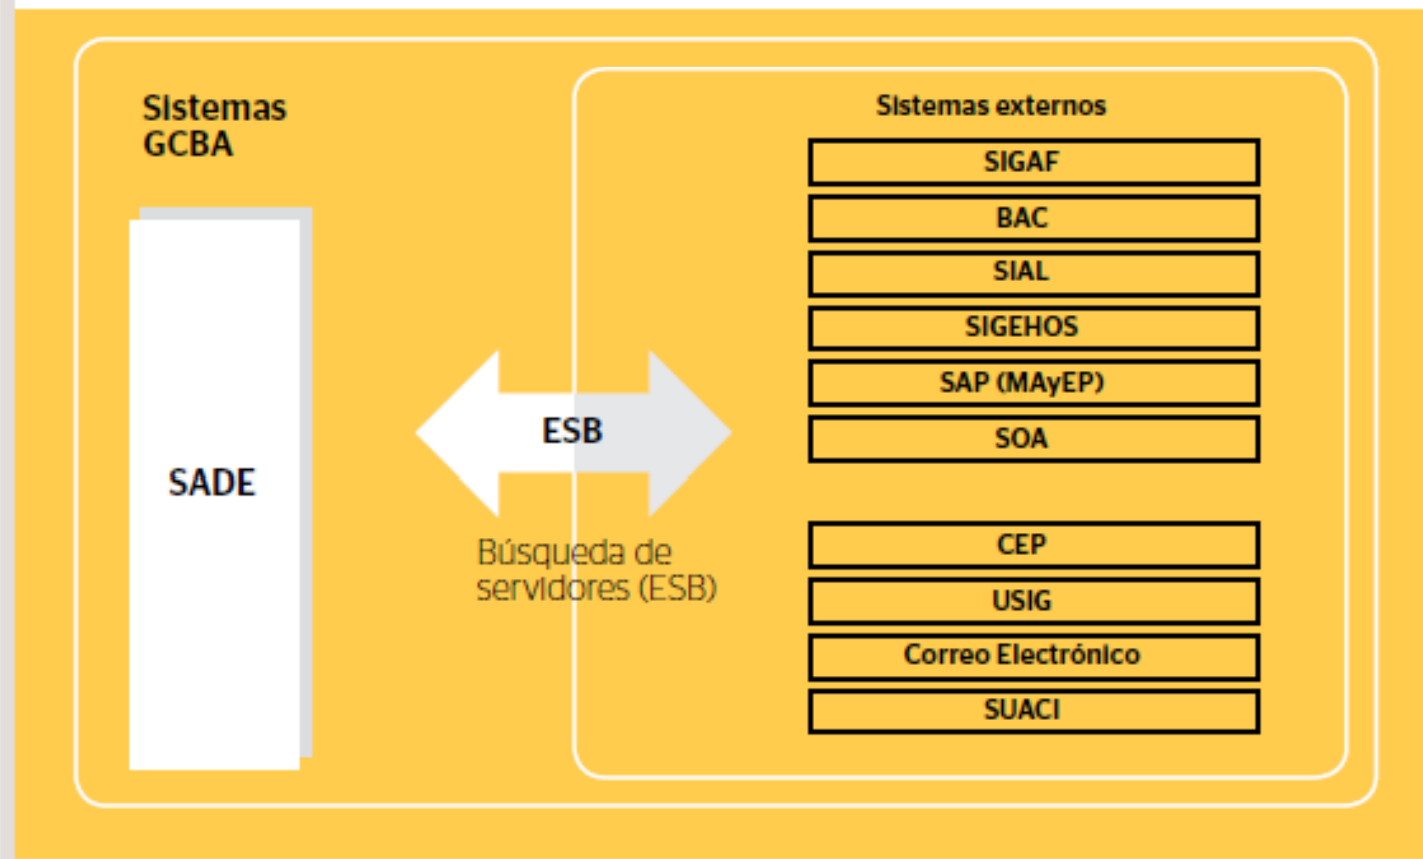 Sistemas
GCBA
SADE
ESB
Búsqueda de
servidores (ESB)
Sistemas externos
SIGAF
BAC
SIAL
SIGEHOS
SAP (MAyEP)
SOA
CEP
USIG
Correo Electrónico
SUACI